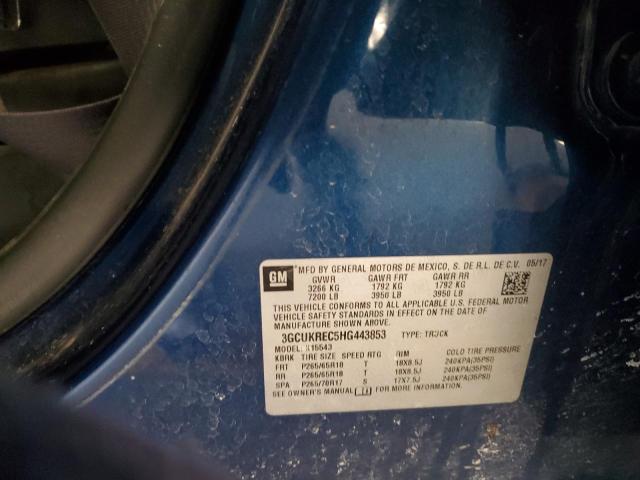 GM MFD BY GENERAL MOTORS DE MEXICO, S. DE R.L. DE C.V. 05/17
GVWR GAWR FRT GAWR RR
3266 KG 1792 KG 1792 KG
7200 LB 3950 LB 3950 LB
THIS VEHICLE CONFORMS TO ALL APPLICABLE U.S. FEDERAL MOTOR
VEHICLE SAFETY STANDARDS IN EFFECT ON THE DATE OF
MANUFACTURE SHOWN ABOVE.
3GCUKREC5HG443853 TYPE: TRUCK
MODEL: K15543
KBRK TIRE SIZE SPEED RTG RIM COLD TIRE PRESSURE
FRT P265/65R18 T 18X8.5J 240KPA(35PSI)
RR P265/65R18 T 18X8.5J 240KPA(35PSI)
SPA P265/70R17 S 17X7.5J 240KPA(35PSI)
SEE OWNER'S MANUAL FOR MORE INFORMATION.